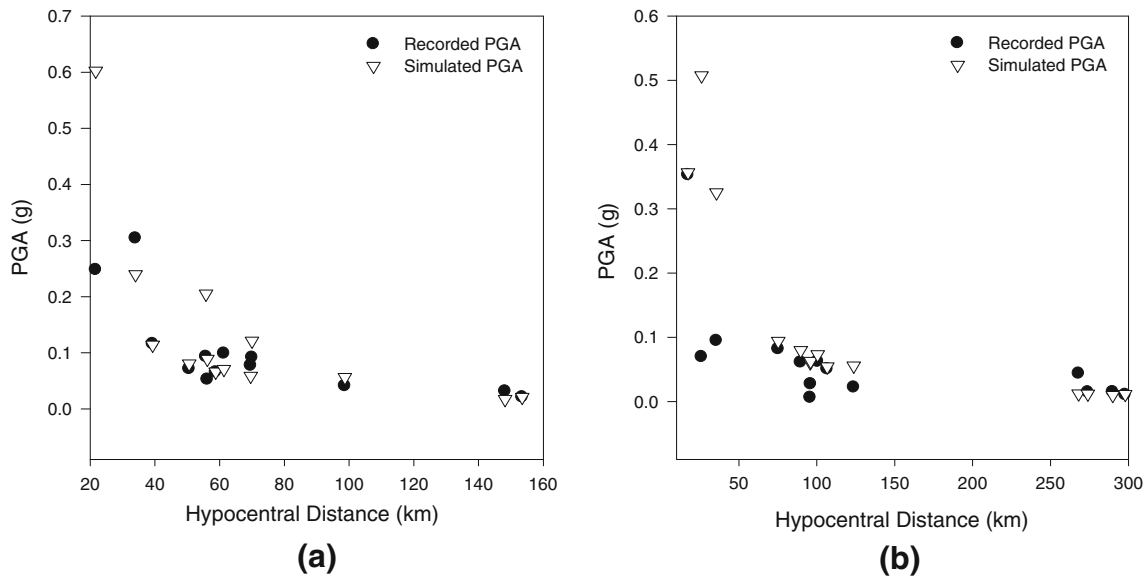 0.7
0.6
0.5
0.4
0.3
0.2
0.1
0.0
PGA (g)
20 40 60 80 100 120 140 160
Hypocentral Distance (km)
Recorded PGA
Simulated PGA
(a)
0.6
0.5
0.4
0.3
0.2
0.1
0.0
PGA (g)
50 100 150 200 250 300
Hypocentral Distance (km)
Recorded PGA
Simulated PGA
(b)